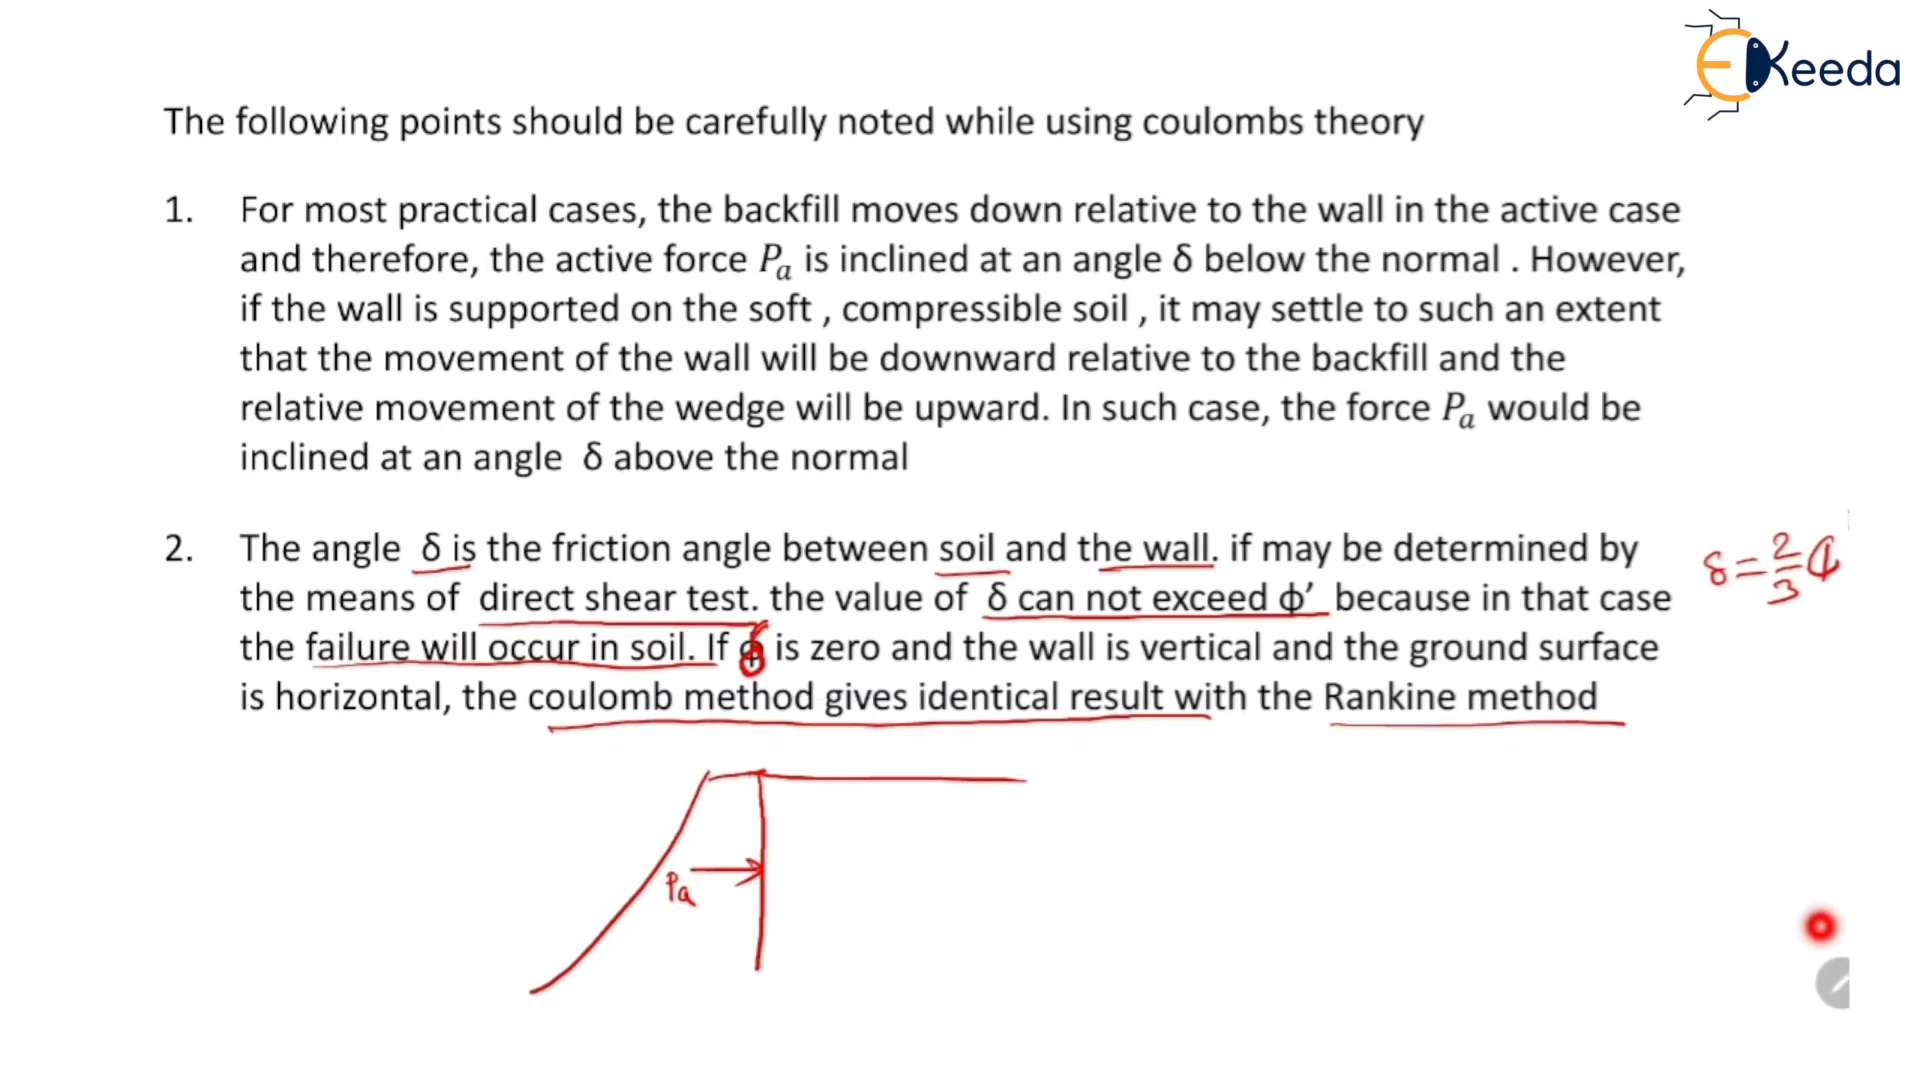 Keeda
The following points should be carefully noted while using coulombs theory
1. For most practical cases, the backfill moves down relative to the wall in the active case
and therefore, the active force Pa is inclined at an angle δ below the normal . However,
if the wall is supported on the soft , compressible soil , it may settle to such an extent
that the movement of the wall will be downward relative to the backfill and the
relative movement of the wedge will be upward. In such case, the force Pa would be
inclined at an angle δ above the normal
2. The angle δ is the friction angle between soil and the wall. if may be determined by
the means of direct shear test. the value of δ can not exceed ϕ′ because in that case
the failure will occur in soil. If δ is zero and the wall is vertical and the ground surface
is horizontal, the coulomb method gives identical result with the Rankine method
δ = 2/3 ϕ
Pa